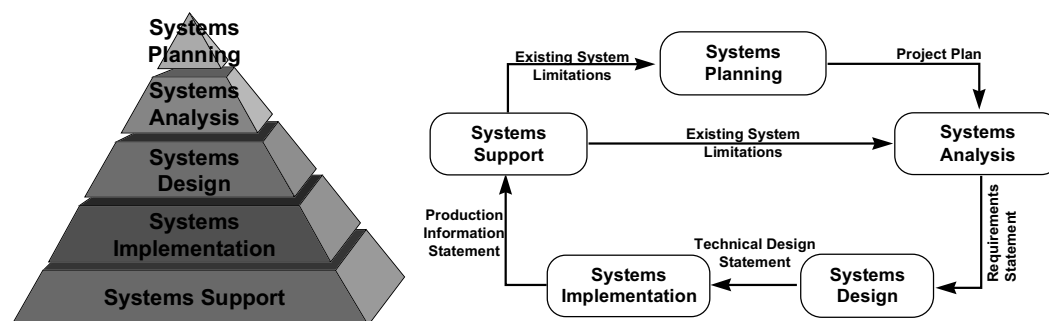 Systems
Planning
Systems
Analysis
Systems
Design
Systems
Implementation
Systems Support
Existing System
Limitations
Systems
Planning
Project Plan
Systems
Support
Existing System
Limitations
Systems
Analysis
Production
Information
Statement
Requirements
Statement
Technical Design
Statement
Systems
Implementation
Systems
Design